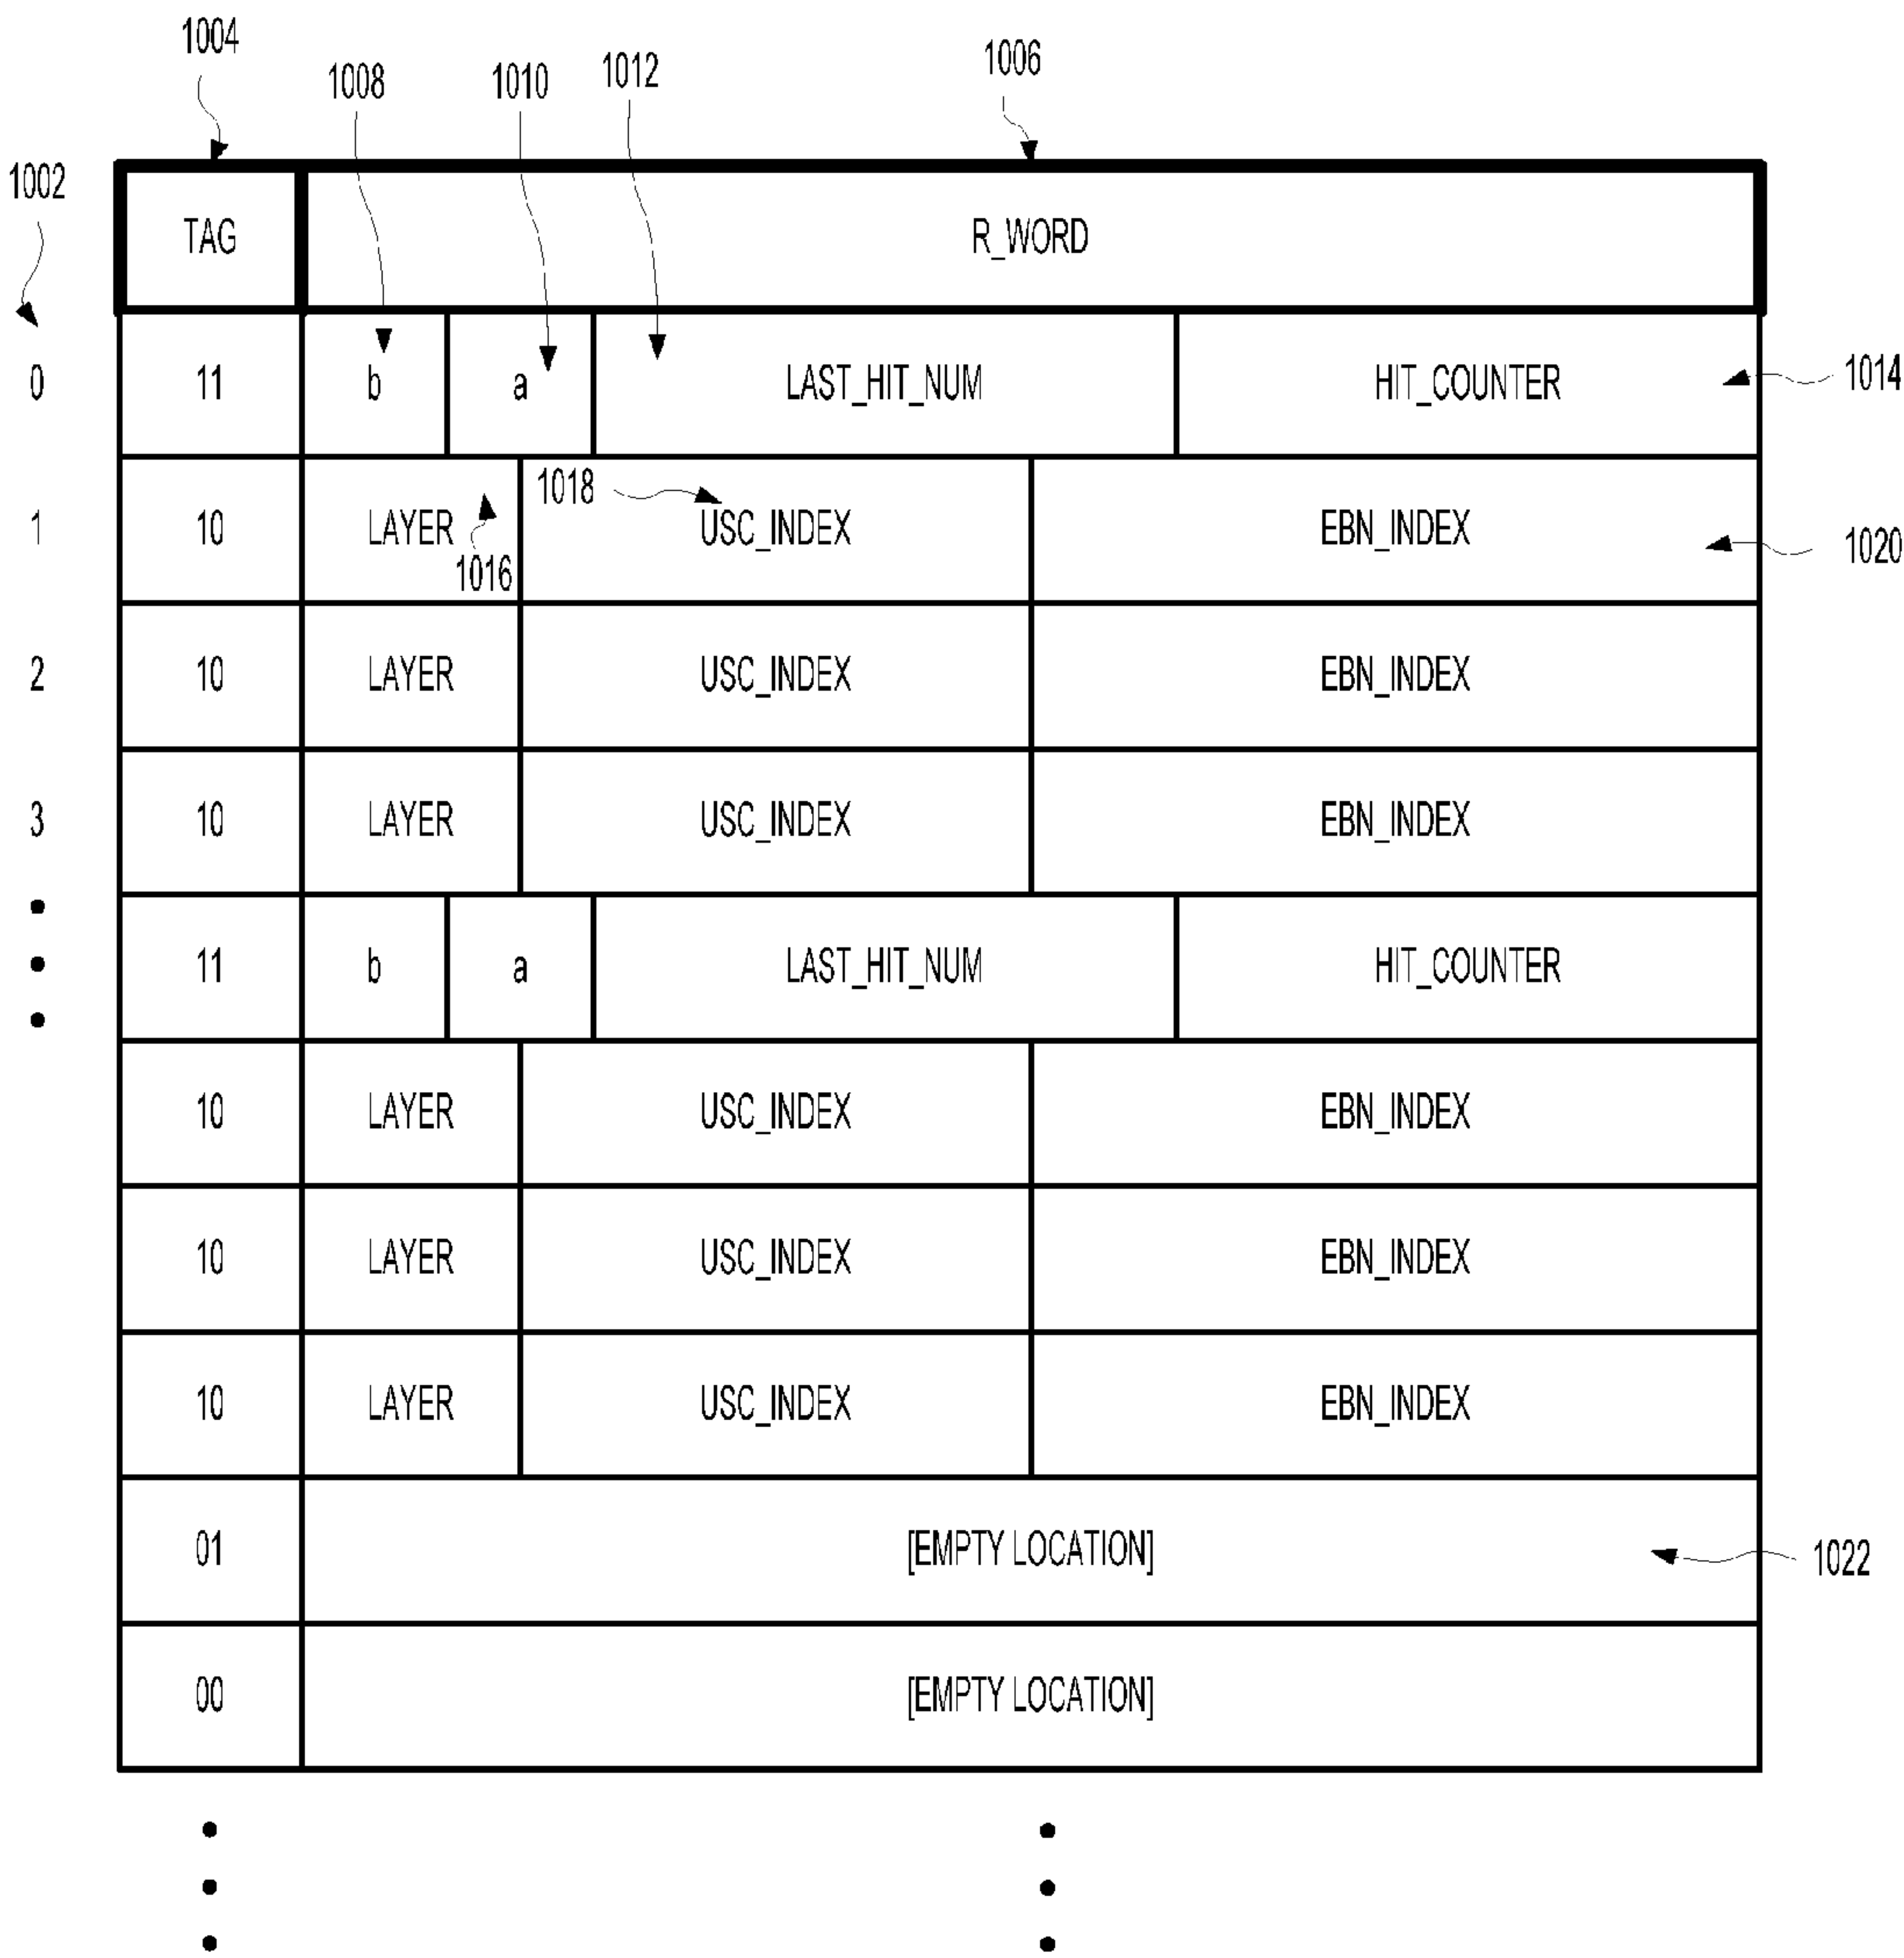 1004
1008
1010
1012
1006
1002
TAG R_WORD
0 11 b a LAST_HIT_NUM HIT_COUNTER 1014
1 10 LAYER 1016 1018 USC_INDEX EBN_INDEX 1020
2 10 LAYER USC_INDEX EBN_INDEX
3 10 LAYER USC_INDEX EBN_INDEX
11 b a LAST_HIT_NUM HIT_COUNTER
10 LAYER USC_INDEX EBN_INDEX
10 LAYER USC_INDEX EBN_INDEX
10 LAYER USC_INDEX EBN_INDEX
01 [EMPTY LOCATION] 1022
00 [EMPTY LOCATION]